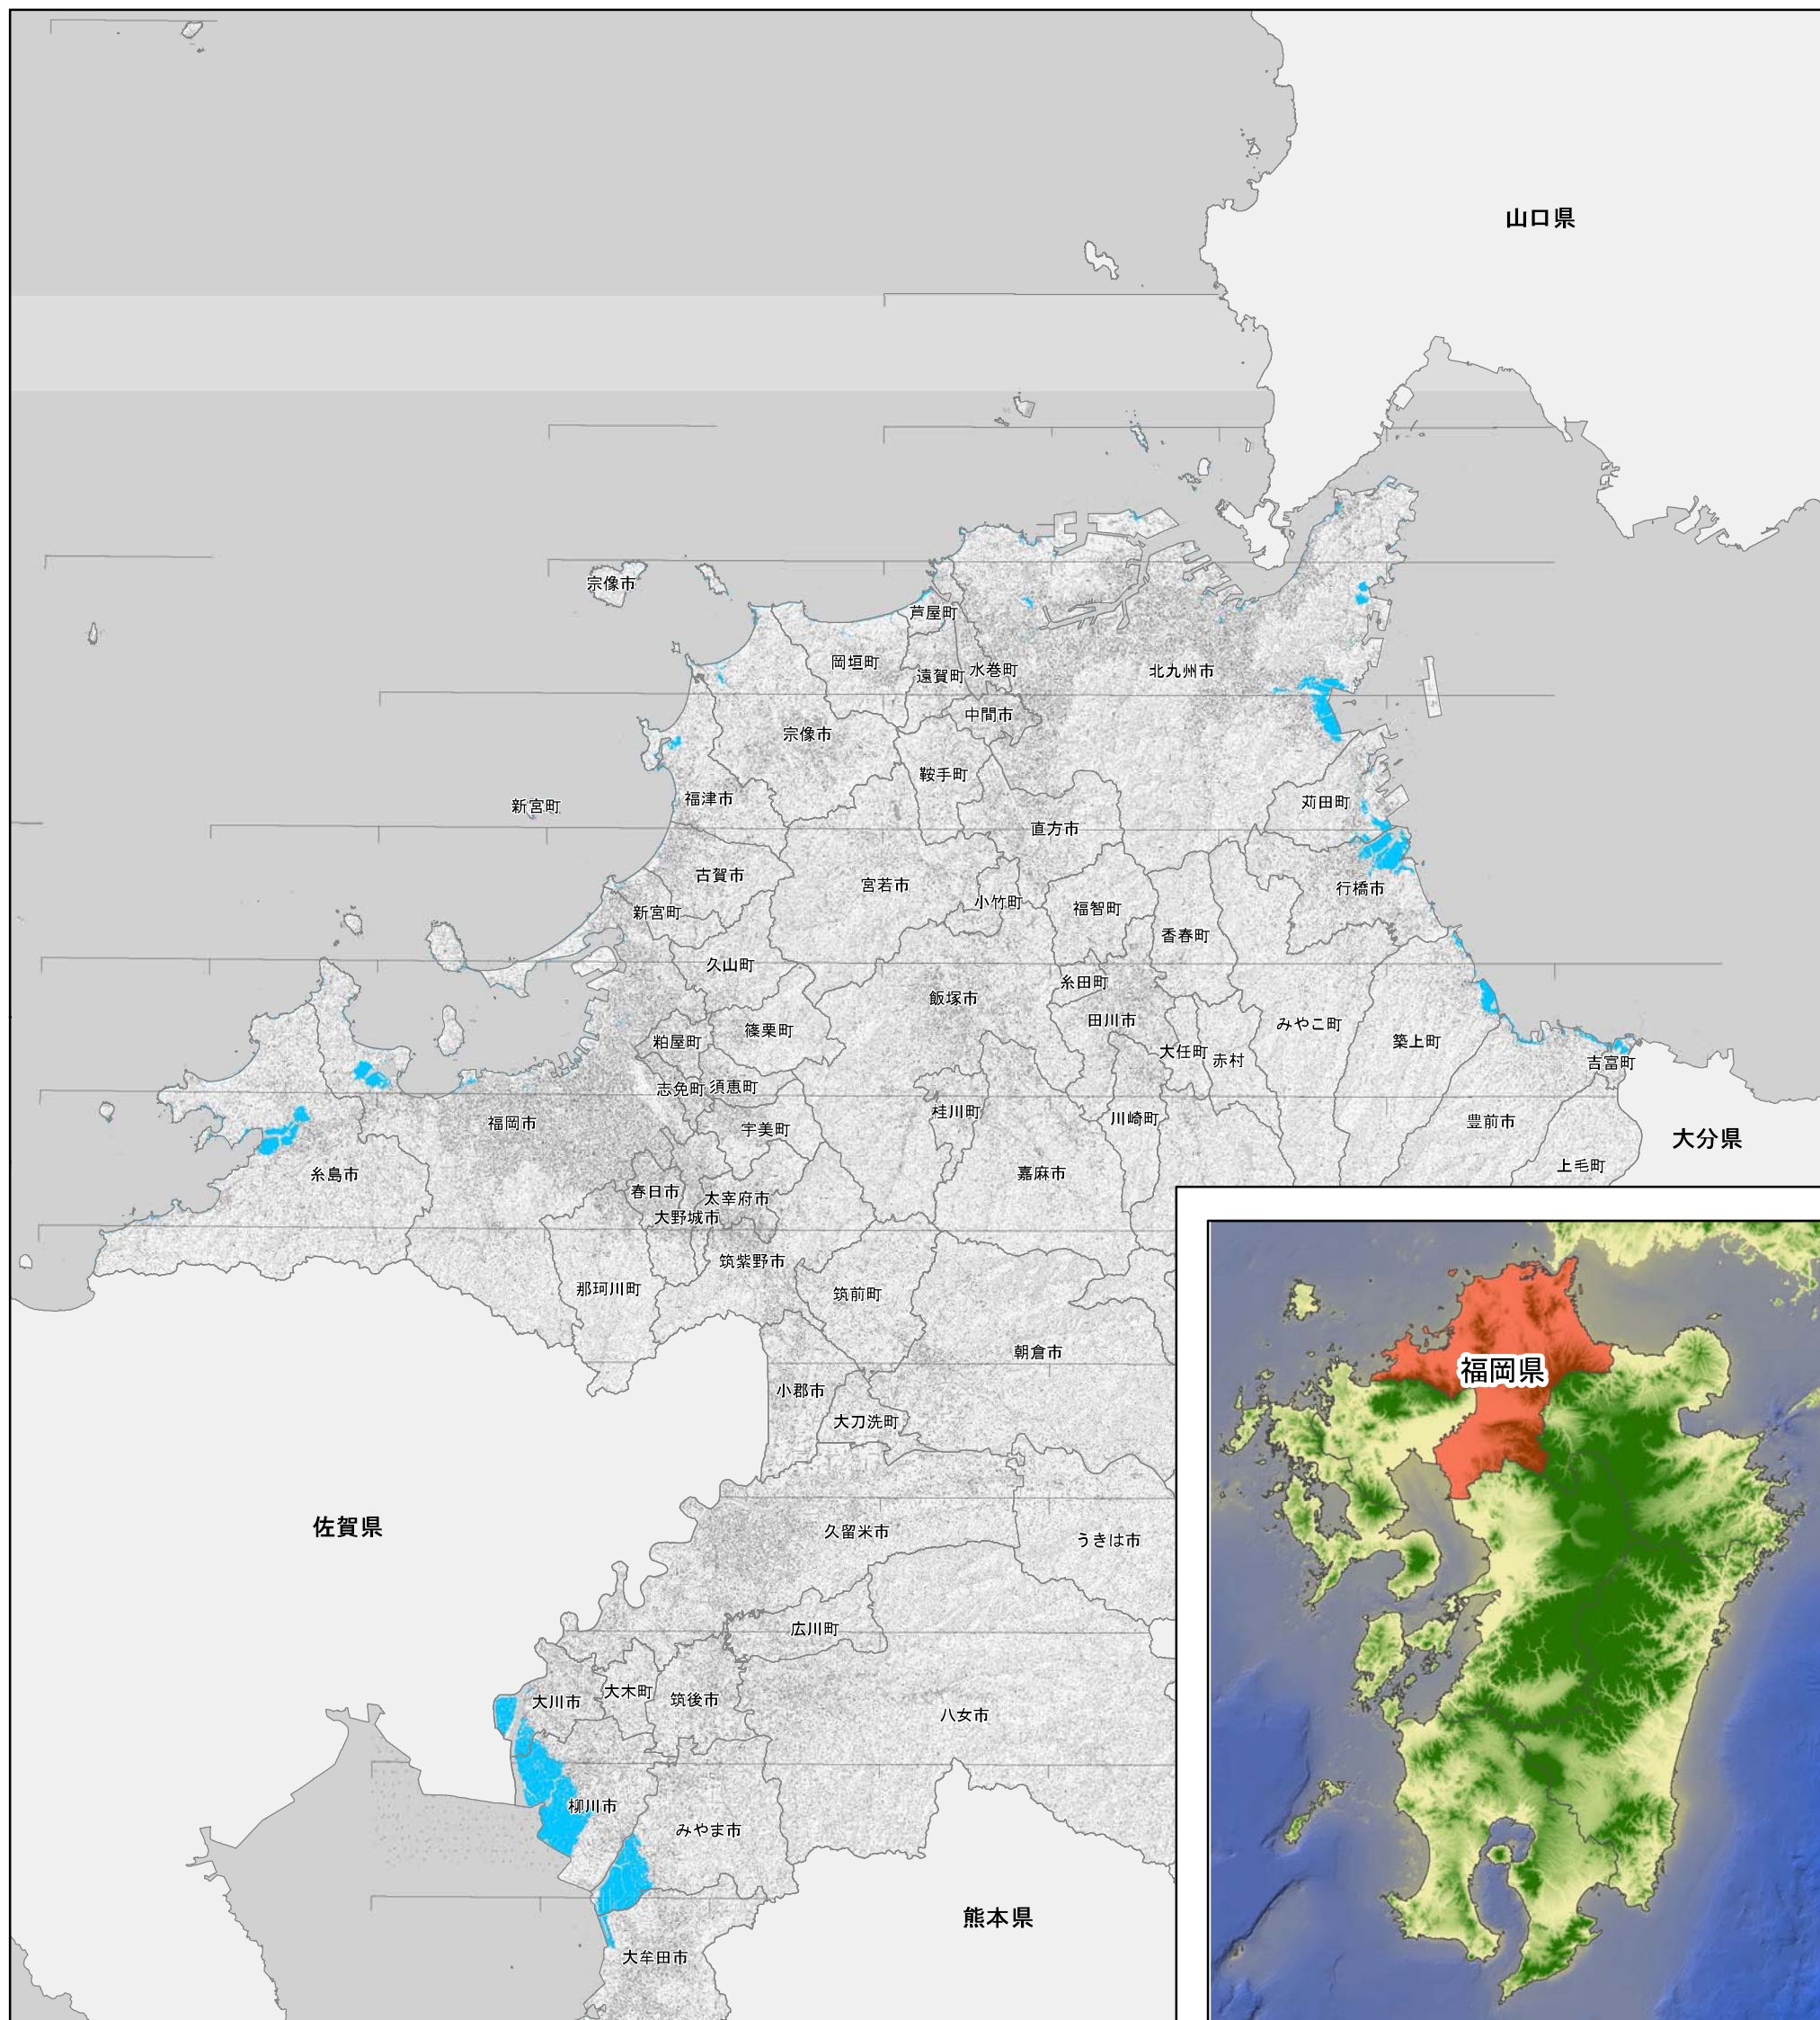 山口県
宗像市
芦屋町
岡垣町
遠賀町
水巻町
北九州市
中間市
宗像市
鞍手町
福津市
新宮町
苅田町
直方市
古賀市
宮若市
行橋市
小竹町
福智町
新宮町
香春町
久山町
糸田町
飯塚市
田川市
みやこ町
篠栗町
粕屋町
築上町
大任町
赤村
吉富町
志免町
須恵町
桂川町
川崎町
福岡市
宇美町
豊前市
大分県
糸島市
嘉麻市
上毛町
春日市
太宰府市
大野城市
筑紫野市
那珂川町
筑前町
朝倉市
小郡市
大刀洗町
福岡県
佐賀県
久留米市
うきは市
広川町
大川市
大木町
筑後市
八女市
柳川市
みやま市
熊本県
大牟田市